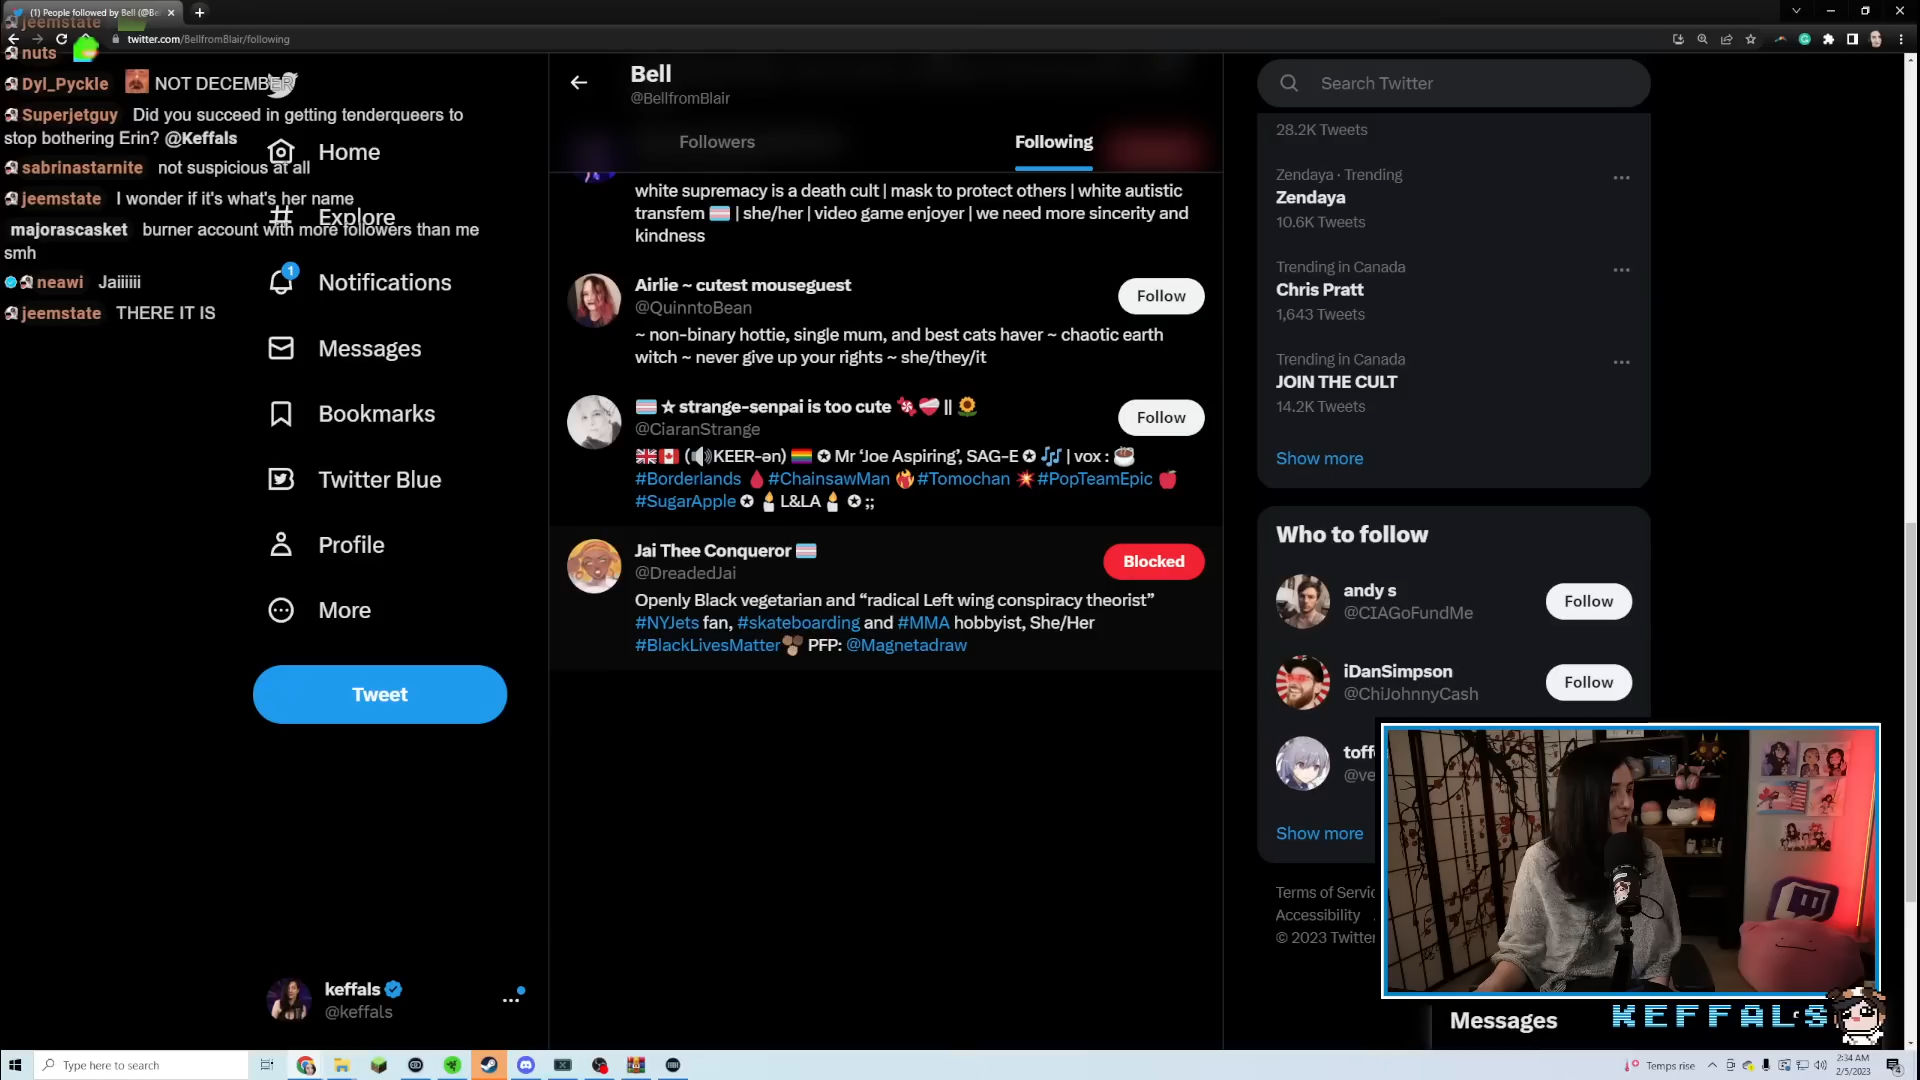 (1) People followed by Bell (@Be
twitter.com/BellfromBlair/following
jeemstate
nuts
Dyl_Pyckle NOT DECEMBER
Superjetguy Did you succeed in getting tenderqueers to
stop bothering Erin? @Keffals
sabrinastarnite not suspicious at all
jeemstate I wonder if it's what's her name
majorascasket burner account with more followers than me
smh
neawi Jaiiiiii
jeemstate THERE IT IS
Home
Explore
1
Notifications
Messages
Bookmarks
Twitter Blue
Profile
More
Tweet
keffals
@keffals
Bell
@BellfromBlair
Followers
Following
white supremacy is a death cult | mask to protect others | white autistic
transfem 🏳️‍⚧️ | she/her | video game enjoyer | we need more sincerity and
kindness
Airlie ~ cutest mouseguest
@QuinntoBean
Follow
~ non-binary hottie, single mum, and best cats haver ~ chaotic earth
witch ~ never give up your rights ~ she/they/it
🏳️‍⚧️ ☆ strange-senpai is too cute 🍬❤️‍🩹 || 🌻
@CiaranStrange
Follow
🇬🇧🇨🇦 (🔊KEER-ən) 🏳️‍🌈 ✪ Mr ‘Joe Aspiring’, SAG-E ✪ 🎶 | vox : ☕
#Borderlands 🩸 #ChainsawMan ❤️‍🔥 #Tomochan 💥 #PopTeamEpic 🍎
#SugarApple ✪ 🕯️ L&LA 🕯️ ✪ ;;
Jai Thee Conqueror 🏳️‍⚧️
@DreadedJai
Blocked
Openly Black vegetarian and “radical Left wing conspiracy theorist”
#NYJets fan, #skateboarding and #MMA hobbyist, She/Her
#BlackLivesMatter PFP: @Magnetadraw
Search Twitter
28.2K Tweets
Zendaya · Trending
Zendaya
10.6K Tweets
Trending in Canada
Chris Pratt
1,643 Tweets
Trending in Canada
JOIN THE CULT
14.2K Tweets
Show more
Who to follow
andy s
@CIAGoFundMe
Follow
iDanSimpson
@ChiJohnnyCash
Follow
toff
@ve
Show more
Terms of Servic
Accessibility
© 2023 Twitter
Messages
KEFFALS
Type here to search
Temps rise
2:34 AM
2/5/2023